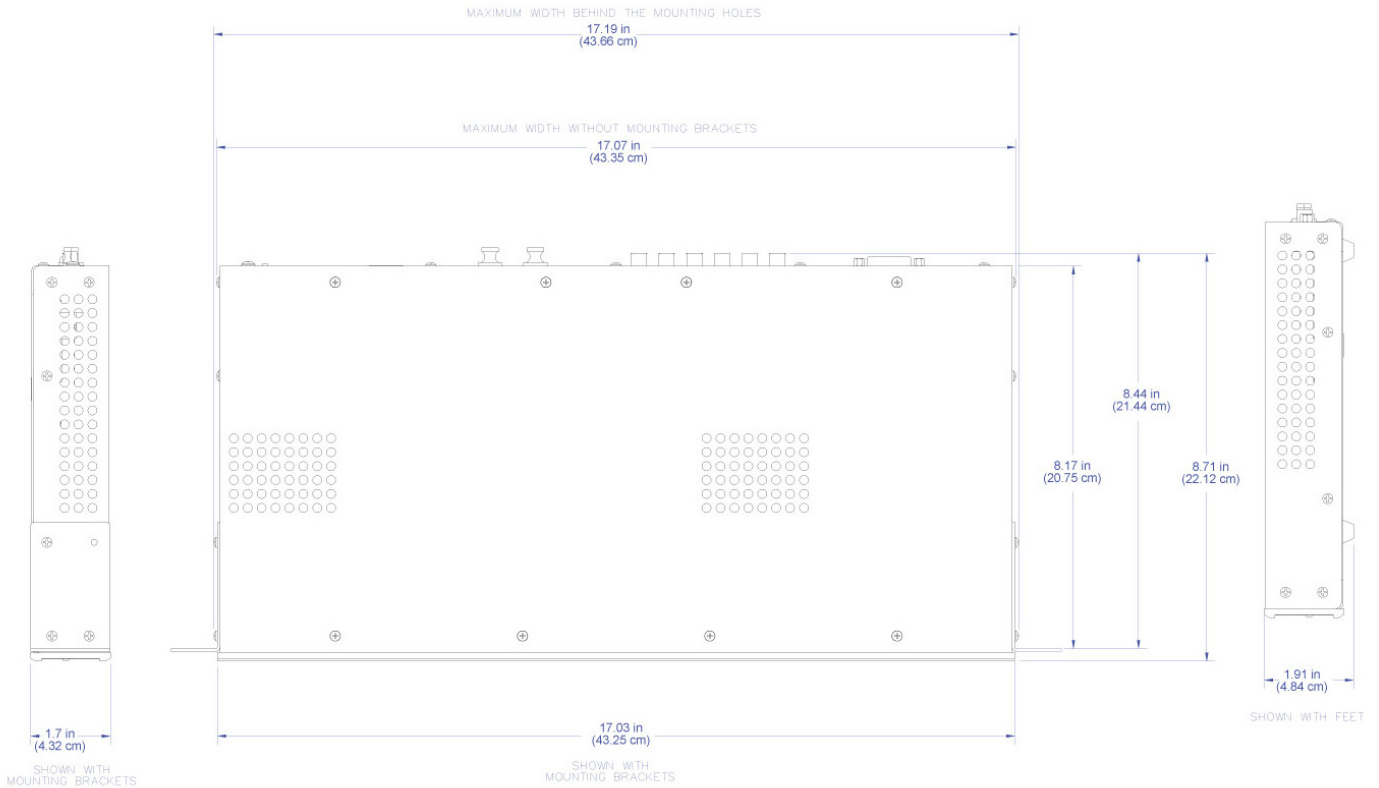 MAXIMUM WIDTH BEHIND THE MOUNTING HOLES
17.19 in
(43.66 cm)
MAXIMUM WIDTH WITHOUT MOUNTING BRACKETS
17.07 in
(43.35 cm)
8.44 in
(21.44 cm)
8.17 in
(20.75 cm)
8.71 in
(22.12 cm)
1.91 in
(4.84 cm)
SHOWN WITH FEET
1.7 in
(4.32 cm)
SHOWN WITH
MOUNTING BRACKETS
17.03 in
(43.25 cm)
SHOWN WITH
MOUNTING BRACKETS